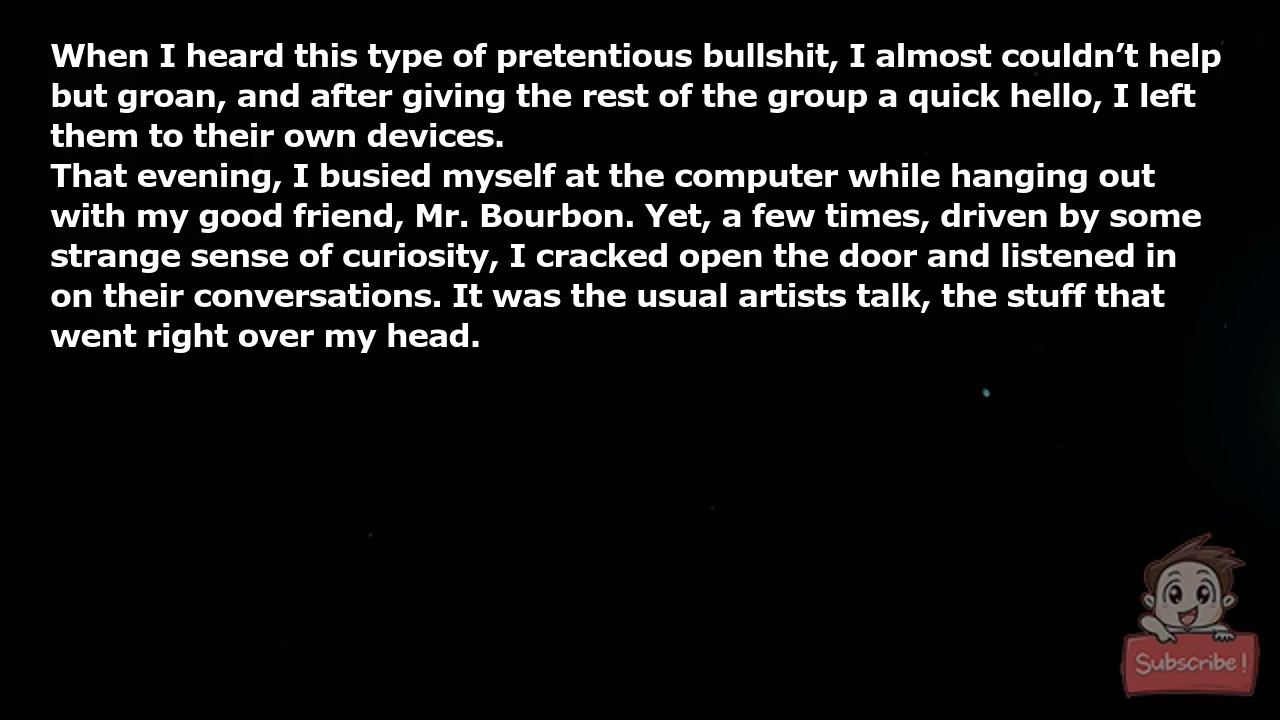 When I heard this type of pretentious bullshit, I almost couldn’t help
but groan, and after giving the rest of the group a quick hello, I left
them to their own devices.
That evening, I busied myself at the computer while hanging out
with my good friend, Mr. Bourbon. Yet, a few times, driven by some
strange sense of curiosity, I cracked open the door and listened in
on their conversations. It was the usual artists talk, the stuff that
went right over my head.
Subscribe!